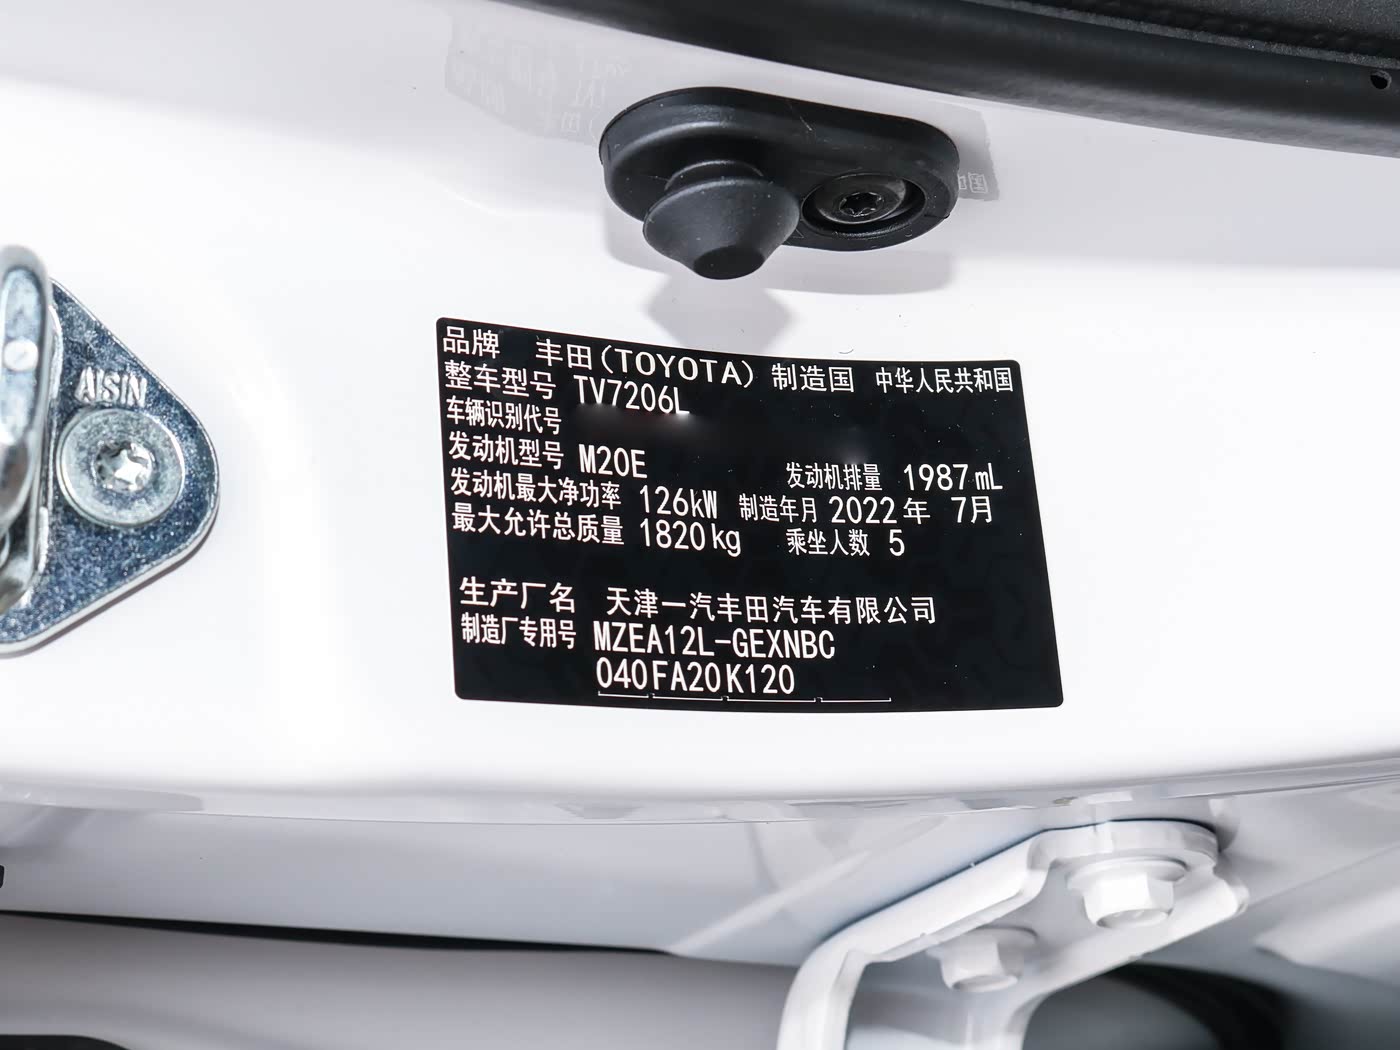 AISIN
品牌 丰田(TOYOTA) 制造国 中华人民共和国
整车型号 TV7206L
车辆识别代号
发动机型号 M20E 发动机排量 1987mL
发动机最大净功率 126kW 制造年月 2022年 7月
最大允许总质量 1820kg 乘坐人数 5
生产厂名 天津一汽丰田汽车有限公司
制造厂专用号 MZEA12L-GEXNBC
040FA20K120